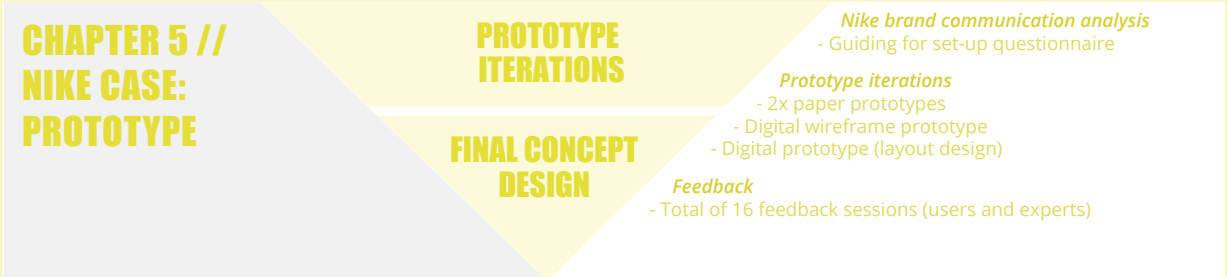 CHAPTER 5 //
NIKE CASE:
PROTOTYPE
PROTOTYPE
ITERATIONS
FINAL CONCEPT
DESIGN
Nike brand communication analysis
- Guiding for set-up questionnaire
Prototype iterations
- 2x paper prototypes
- Digital wireframe prototype
- Digital prototype (layout design)
Feedback
- Total of 16 feedback sessions (users and experts)